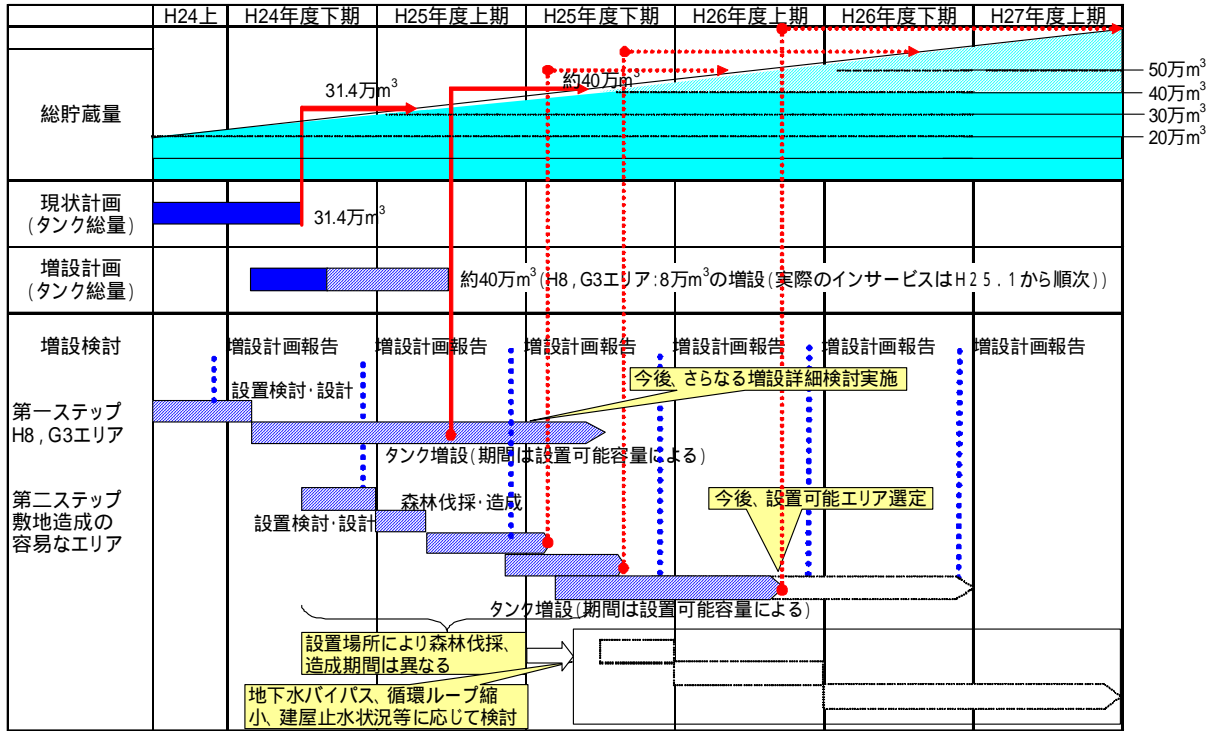 H24上 H24年度下期 H25年度上期 H25年度下期 H26年度上期 H26年度下期 H27年度上期
総貯蔵量
31.4万m³
約40万m³
50万m³
40万m³
30万m³
20万m³
現状計画
(タンク総量)
31.4万m³
増設計画
(タンク総量)
約40万m³(H8,G3エリア:8万m³の増設(実際のインサービスはH25.1から順次))
増設検討
増設計画報告 増設計画報告 増設計画報告 増設計画報告 増設計画報告 増設計画報告
今後、さらなる増設詳細検討実施
設置検討・設計
第一ステップ
H8,G3エリア
タンク増設(期間は設置可能容量による)
第二ステップ
敷地造成の
容易なエリア
森林伐採・造成
設置検討・設計
今後、設置可能エリア選定
タンク増設(期間は設置可能容量による)
設置場所により森林伐採、
造成期間は異なる
地下水バイパス、循環ループ縮
小、建屋止水状況等に応じて検討